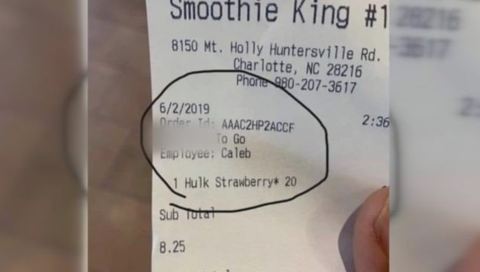 Smoothie King #1
8150 Mt. Holly Huntersville Rd.
Charlotte, NC 28216
Phone 980-207-3617
6/2/2019 2:36
Order Id: AAAC2HP2ACCF
To Go
Employee: Caleb
1 Hulk Strawberry* 20
Sub Total
8.25